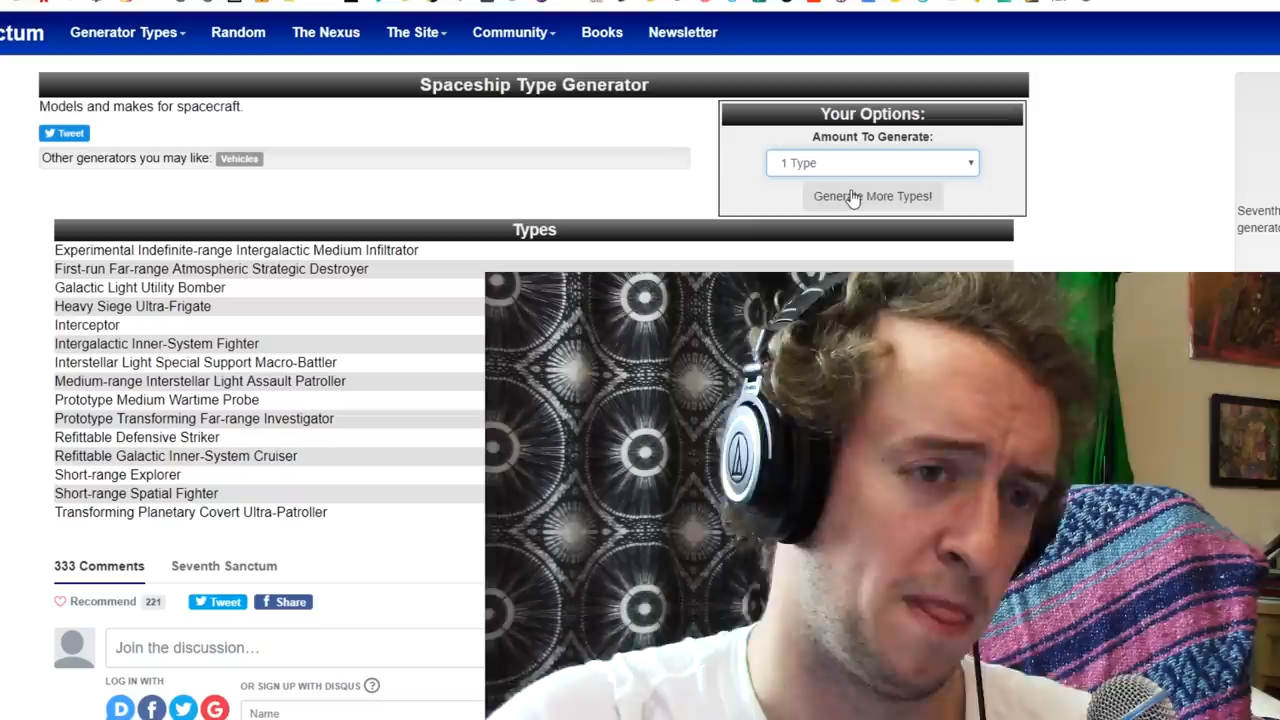 ctum Generator Types Random The Nexus The Site Community Books Newsletter
Spaceship Type Generator
Models and makes for spacecraft.
Tweet
Other generators you may like: Vehicles
Your Options:
Amount To Generate:
1 Type
Generate More Types!
Seventh
generato
Types
Experimental Indefinite-range Intergalactic Medium Infiltrator
First-run Far-range Atmospheric Strategic Destroyer
Galactic Light Utility Bomber
Heavy Siege Ultra-Frigate
Interceptor
Intergalactic Inner-System Fighter
Interstellar Light Special Support Macro-Battler
Medium-range Interstellar Light Assault Patroller
Prototype Medium Wartime Probe
Prototype Transforming Far-range Investigator
Refittable Defensive Striker
Refittable Galactic Inner-System Cruiser
Short-range Explorer
Short-range Spatial Fighter
Transforming Planetary Covert Ultra-Patroller
333 Comments Seventh Sanctum
Recommend 221 Tweet Share
Join the discussion…
LOG IN WITH
OR SIGN UP WITH DISQUS ?
Name